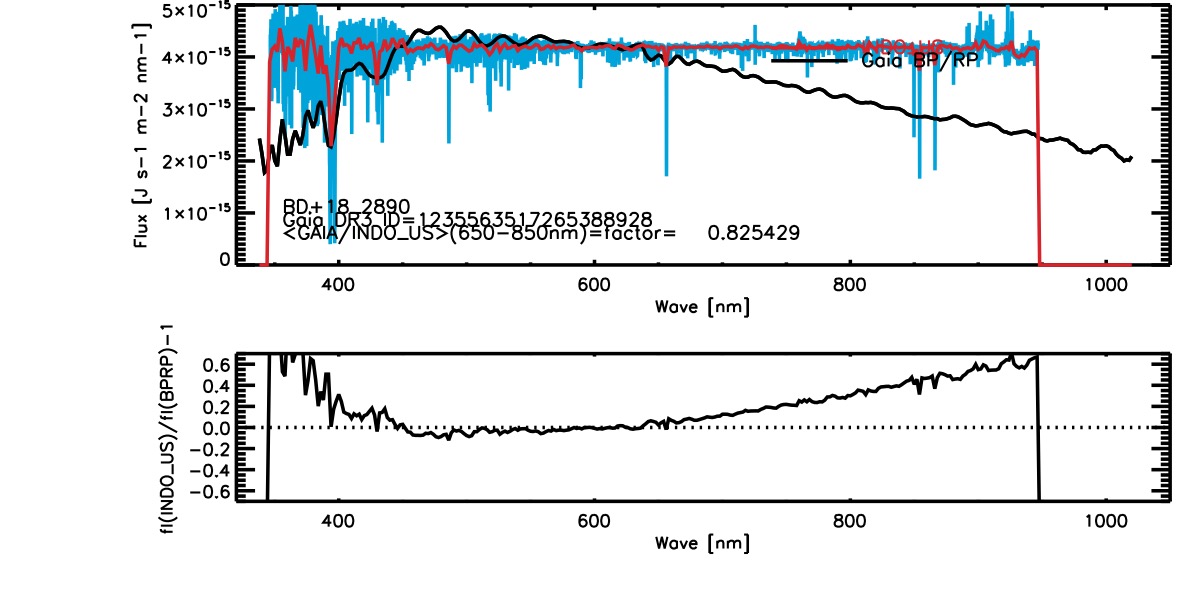 5×10−15
4×10−15
3×10−15
2×10−15
1×10−15
0
Flux [J s−1 m−2 nm−1]
Gaia BP/RP
BD+18_2890
Gaia DR3 ID=1235563517265388928
<GAIA/INDO_US>(650−850nm)=factor= 0.825429
400 600 800 1000
Wave [nm]
fl(INDO_US)/fl(BPRP)−1
0.6
0.4
0.2
0.0
−0.2
−0.4
−0.6
400 600 800 1000
Wave [nm]